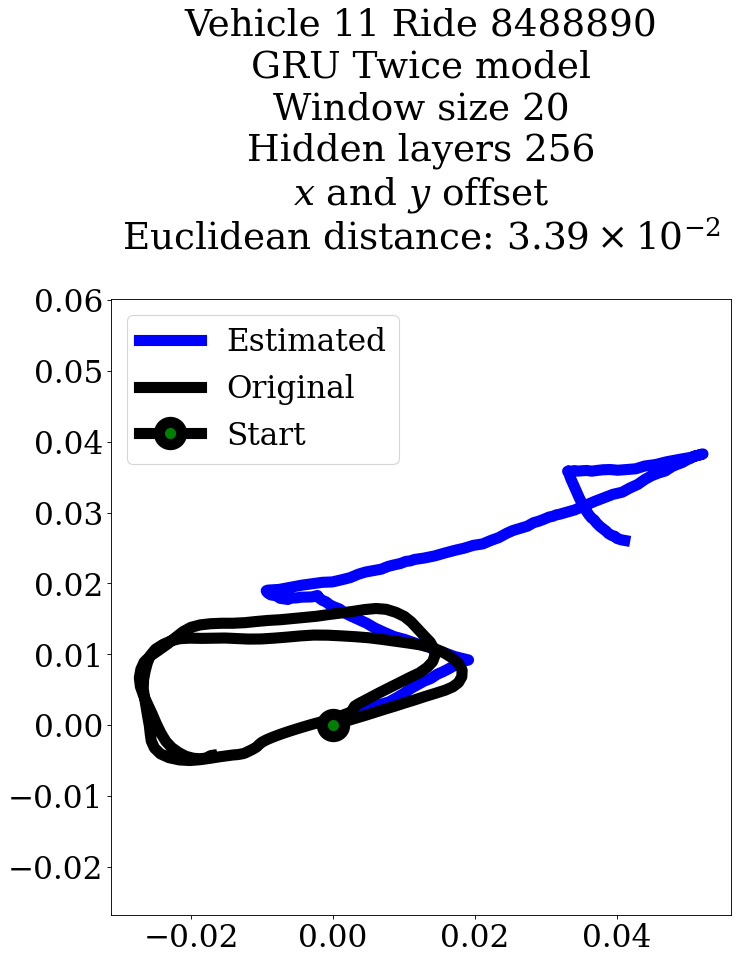 Vehicle 11 Ride 8488890
GRU Twice model
Window size 20
Hidden layers 256
x and y offset
Euclidean distance: 3.39 × 10⁻²
0.06
0.05
0.04
0.03
0.02
0.01
0.00
−0.01
−0.02
Estimated
Original
Start
−0.02 0.00 0.02 0.04